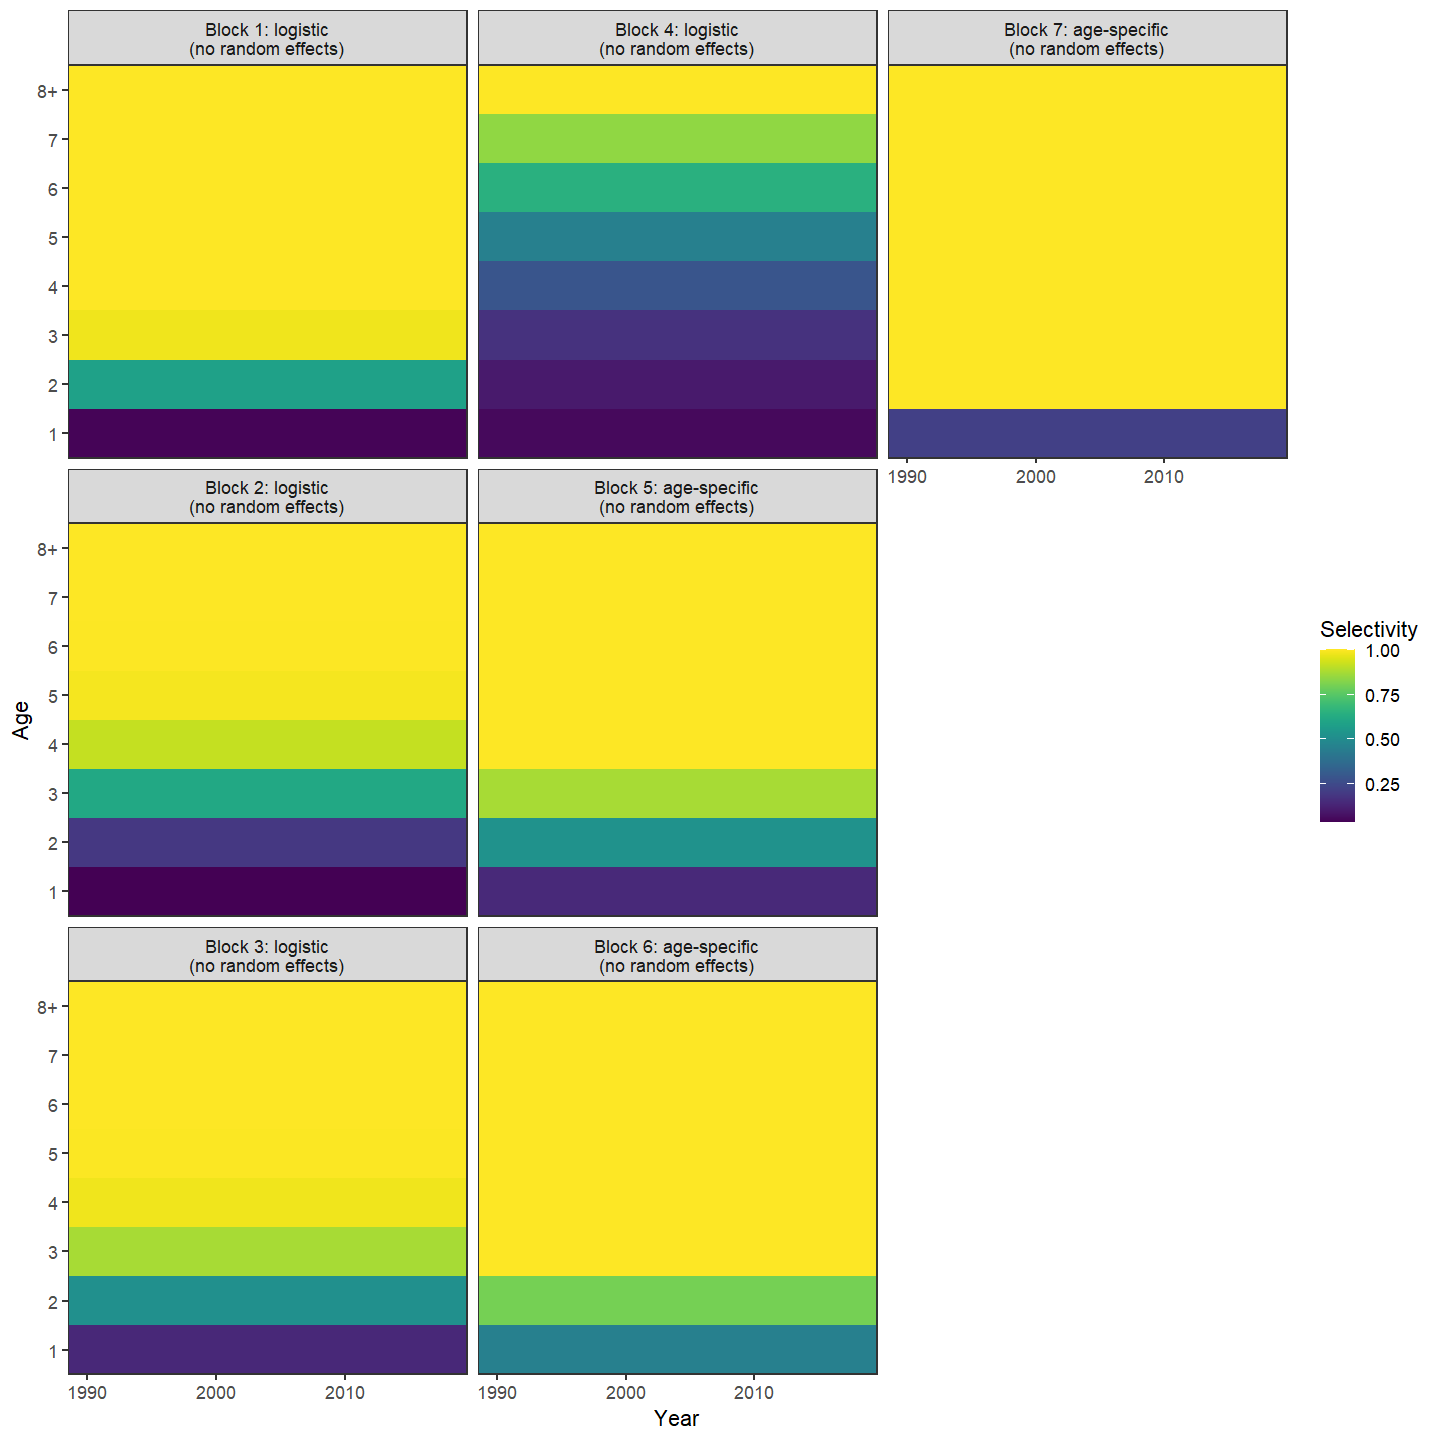 Block 1: logistic
(no random effects)
Block 4: logistic
(no random effects)
Block 7: age-specific
(no random effects)
8+
7
6
5
4
3
2
1
1990
2000
2010
Block 2: logistic
(no random effects)
Block 5: age-specific
(no random effects)
8+
7
6
5
4
3
2
1
Age
Block 3: logistic
(no random effects)
Block 6: age-specific
(no random effects)
8+
7
6
5
4
3
2
1
1990
2000
2010
1990
2000
2010
Year
Selectivity
1.00
0.75
0.50
0.25